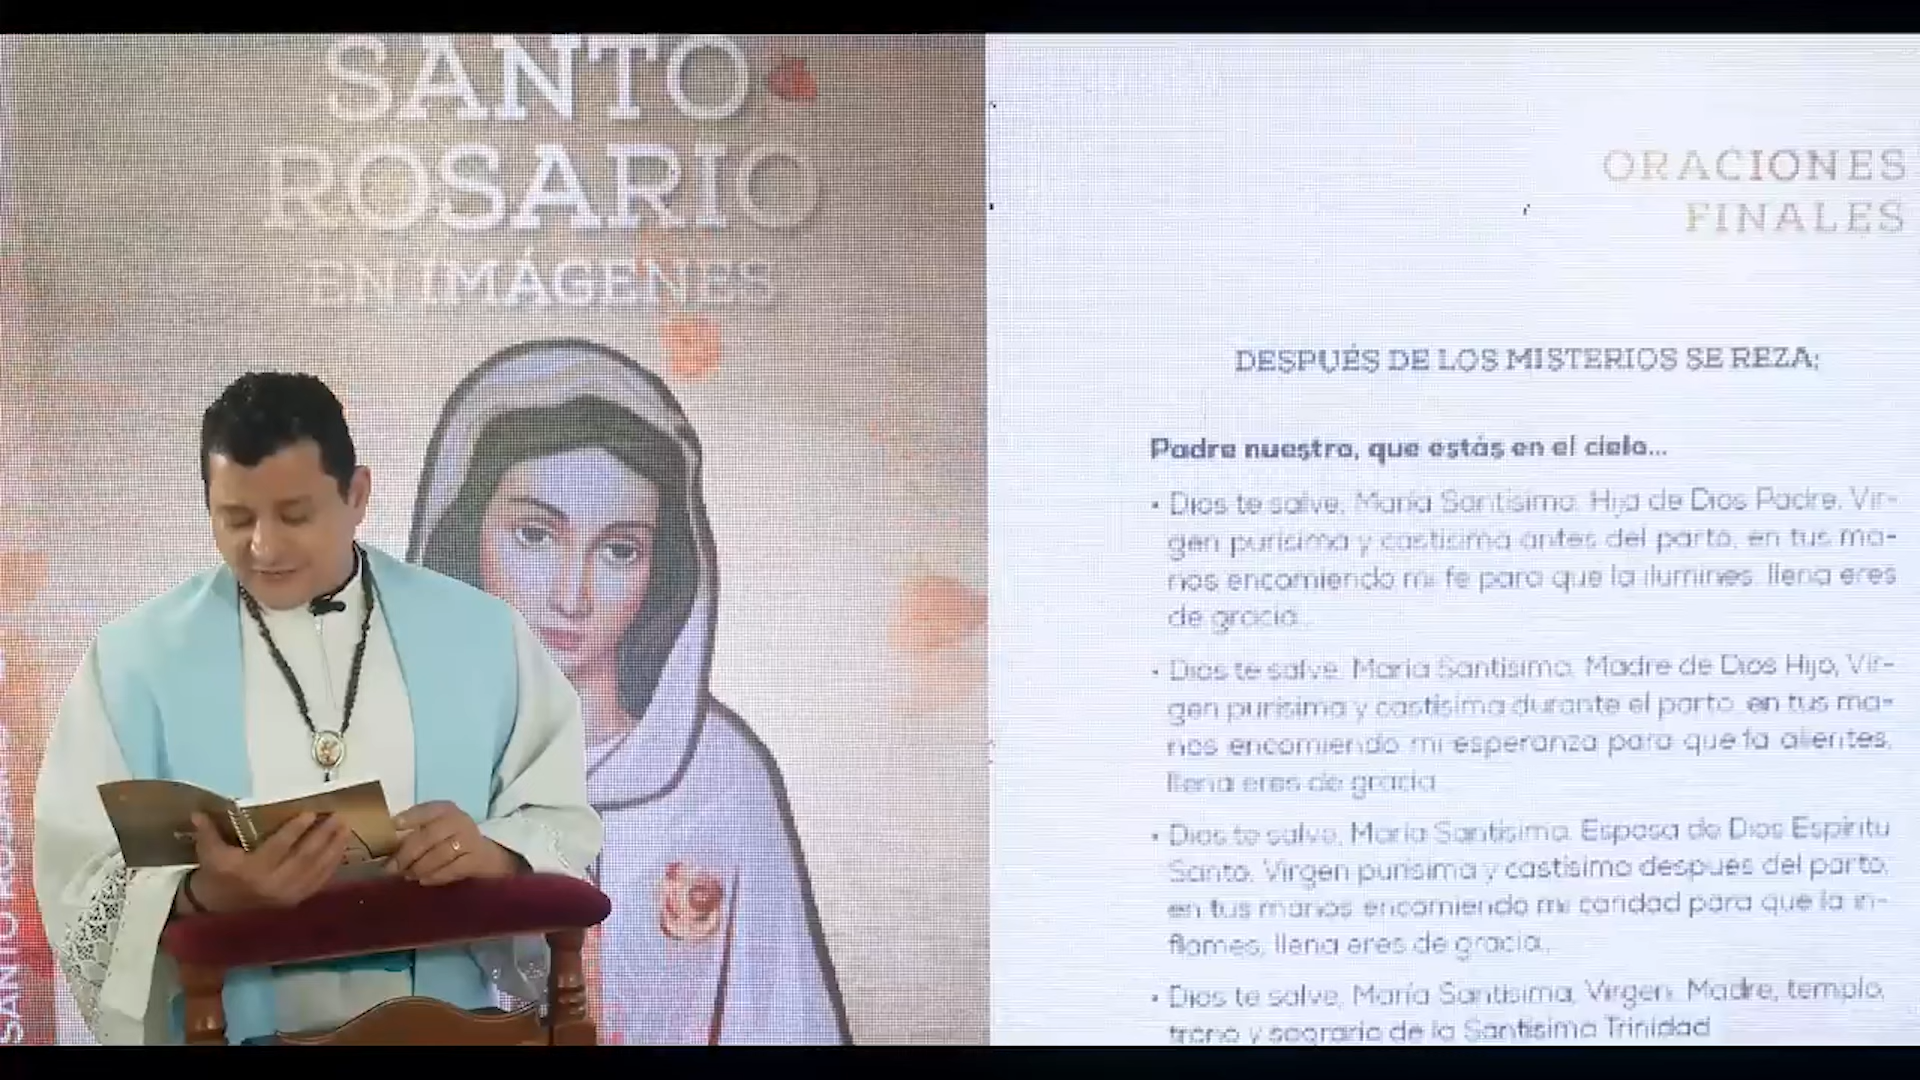 SANTO
ROSARIO
EN IMÁGENES
SANTO ROSARIO
ORACIONES
FINALES
DESPUÉS DE LOS MISTERIOS SE REZA:
Padre nuestro, que estás en el cielo...
• Dios te salve, María Santísima, Hija de Dios Padre, Vir-
gen purísima y castísima antes del parto, en tus ma-
nos encomiendo mi fe para que la ilumines, llena eres
de gracia...
• Dios te salve, María Santísima, Madre de Dios Hijo, Vir-
gen purísima y castísima durante el parto, en tus ma-
nos encomiendo mi esperanza para que la alientes,
llena eres de gracia...
• Dios te salve, María Santísima, Esposa de Dios Espíritu
Santo, Virgen purísima y castísima después del parto,
en tus manos encomiendo mi caridad para que la in-
flames, llena eres de gracia...
• Dios te salve, María Santísima, Virgen, Madre, templo,
trono y sagrario de la Santísima Trinidad